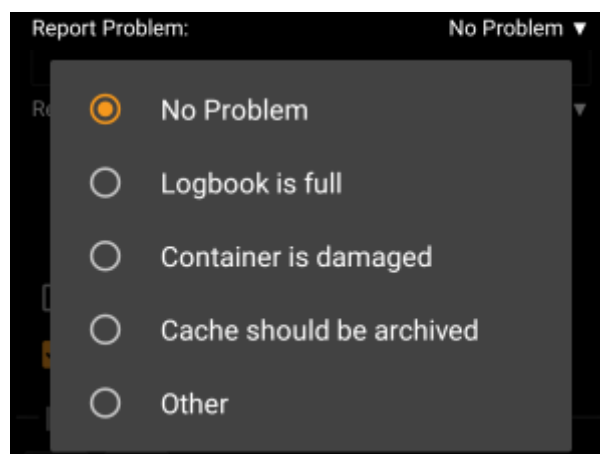 Report Problem: No Problem ▼
No Problem
Logbook is full
Container is damaged
Cache should be archived
Other